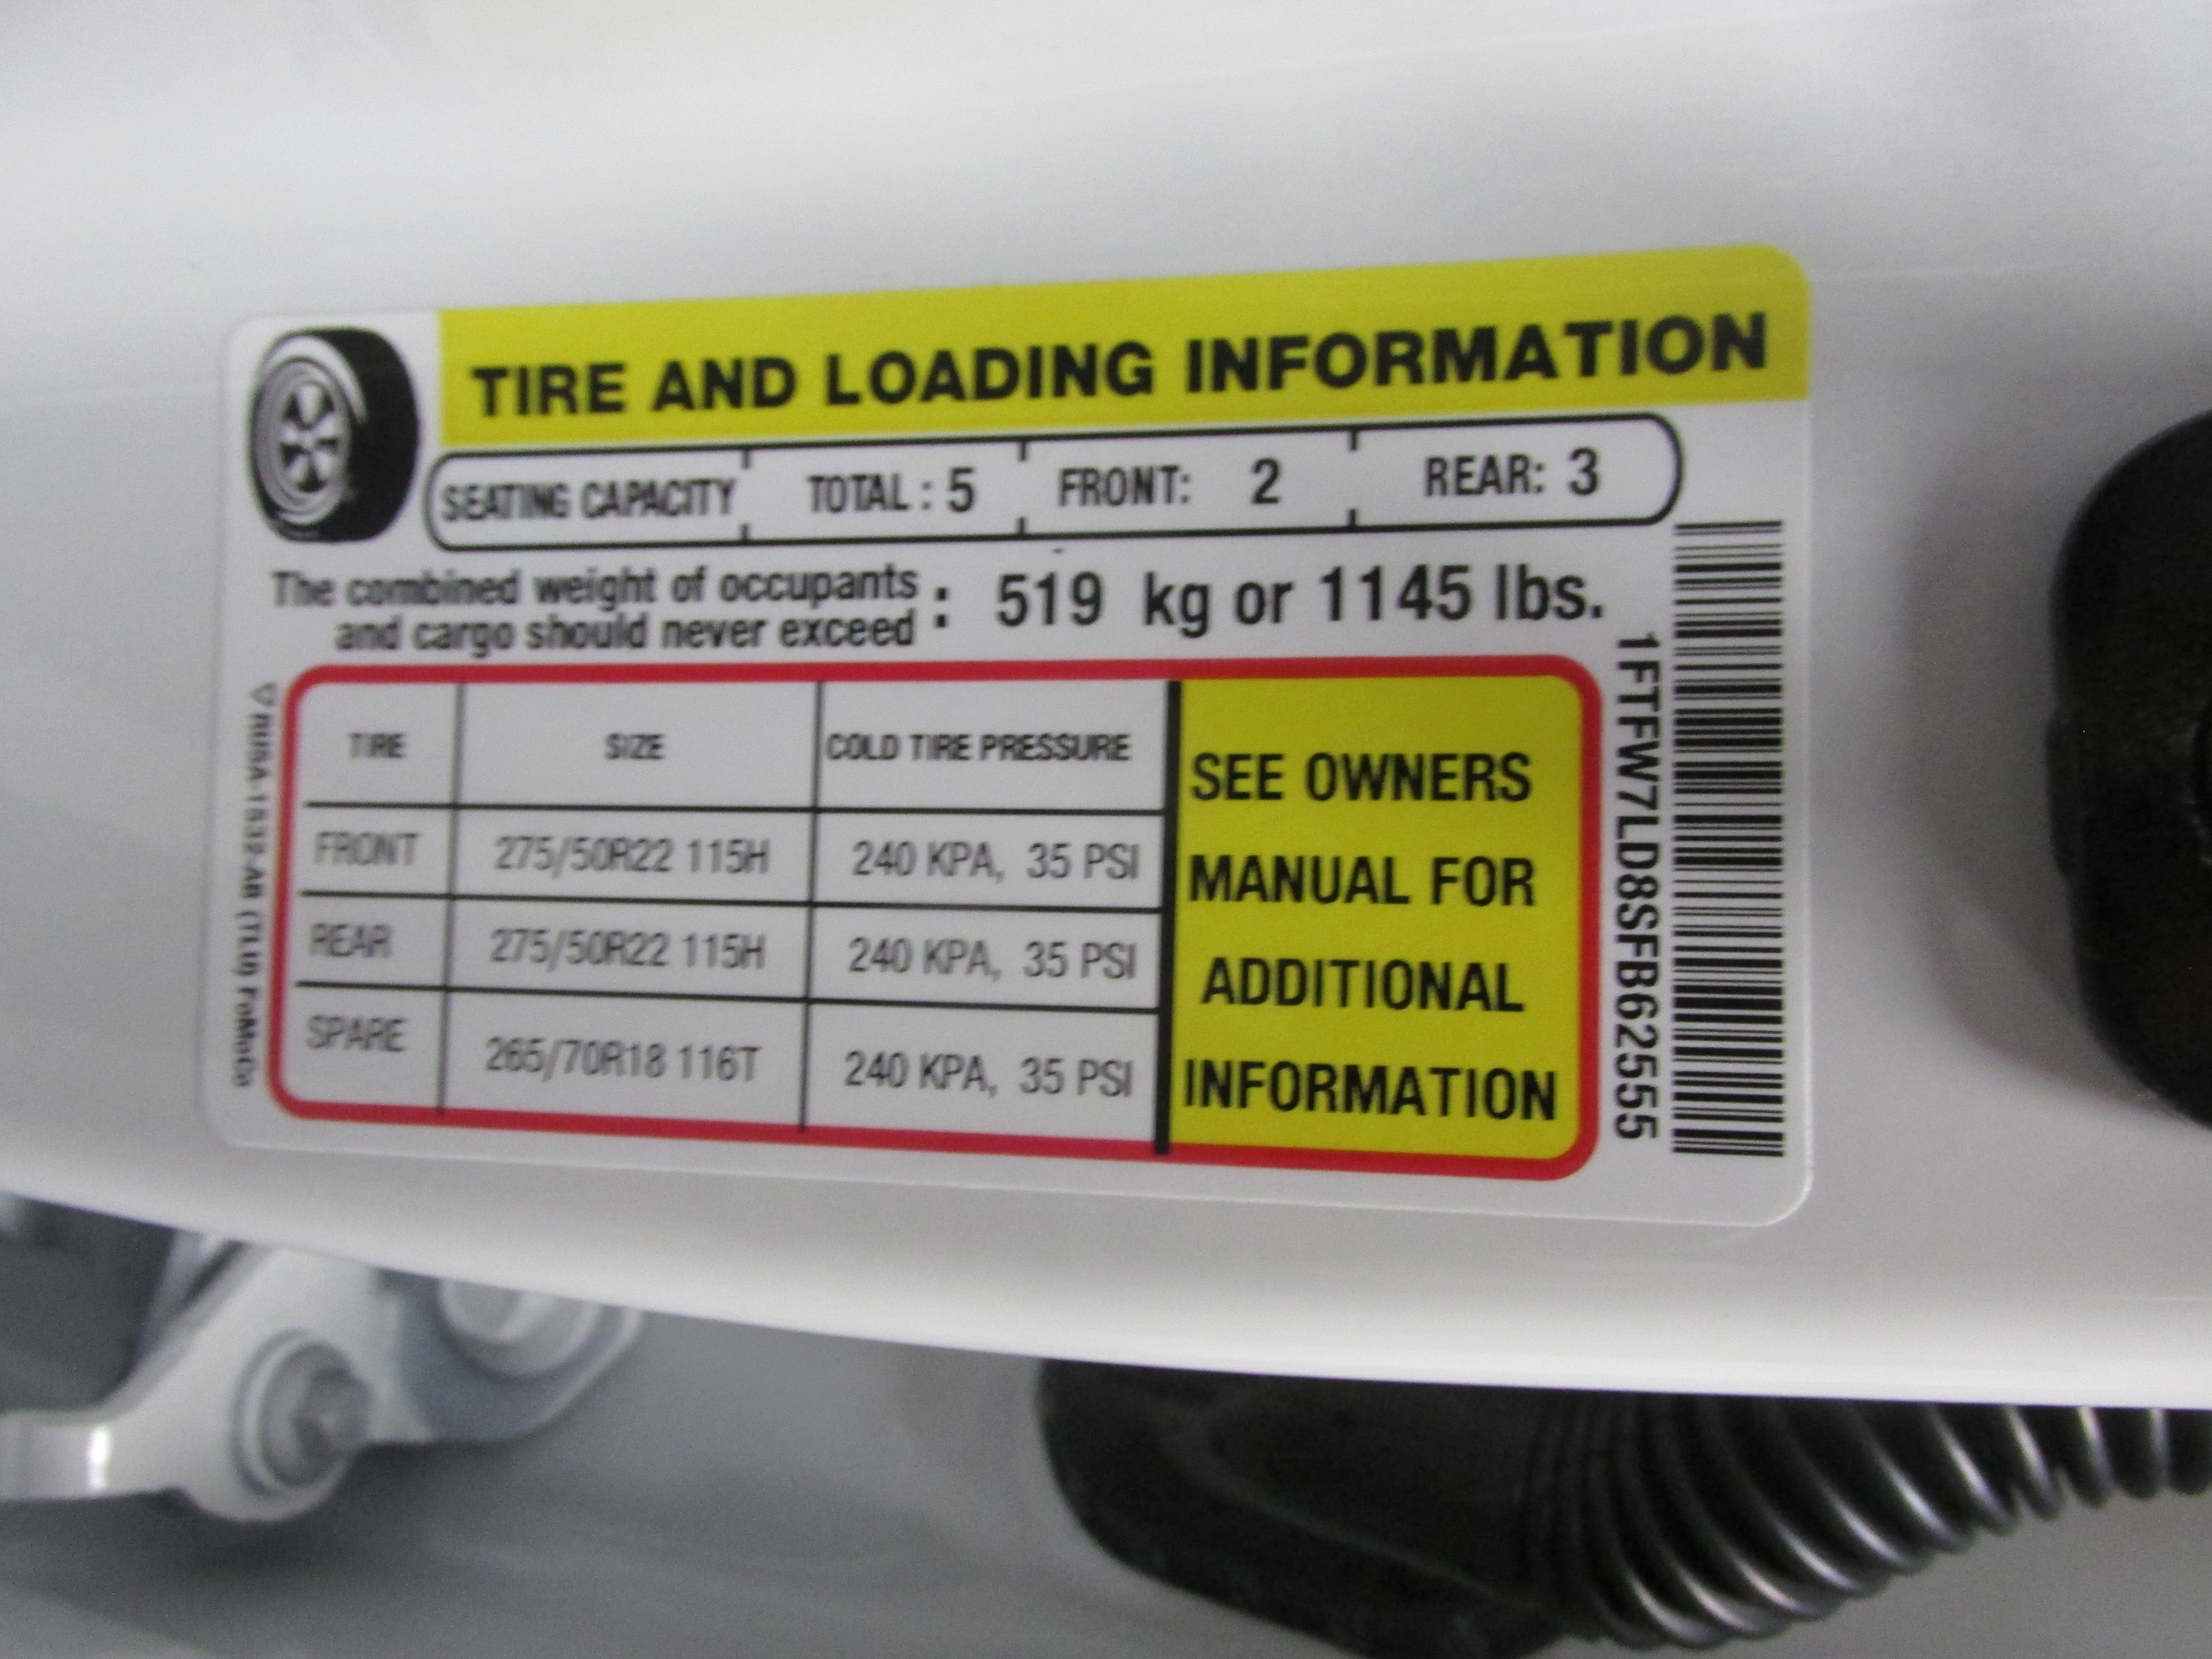 TIRE AND LOADING INFORMATION
SEATING CAPACITY TOTAL : 5 FRONT: 2 REAR: 3
The combined weight of occupants
and cargo should never exceed : 519 kg or 1145 lbs.
TIRE SIZE COLD TIRE PRESSURE
FRONT 275/50R22 115H 240 KPA, 35 PSI
REAR 275/50R22 115H 240 KPA, 35 PSI
SPARE 265/70R18 116T 240 KPA, 35 PSI
SEE OWNERS
MANUAL FOR
ADDITIONAL
INFORMATION
1FTFW7LD8SFB62555
(TLU) FoMoCo